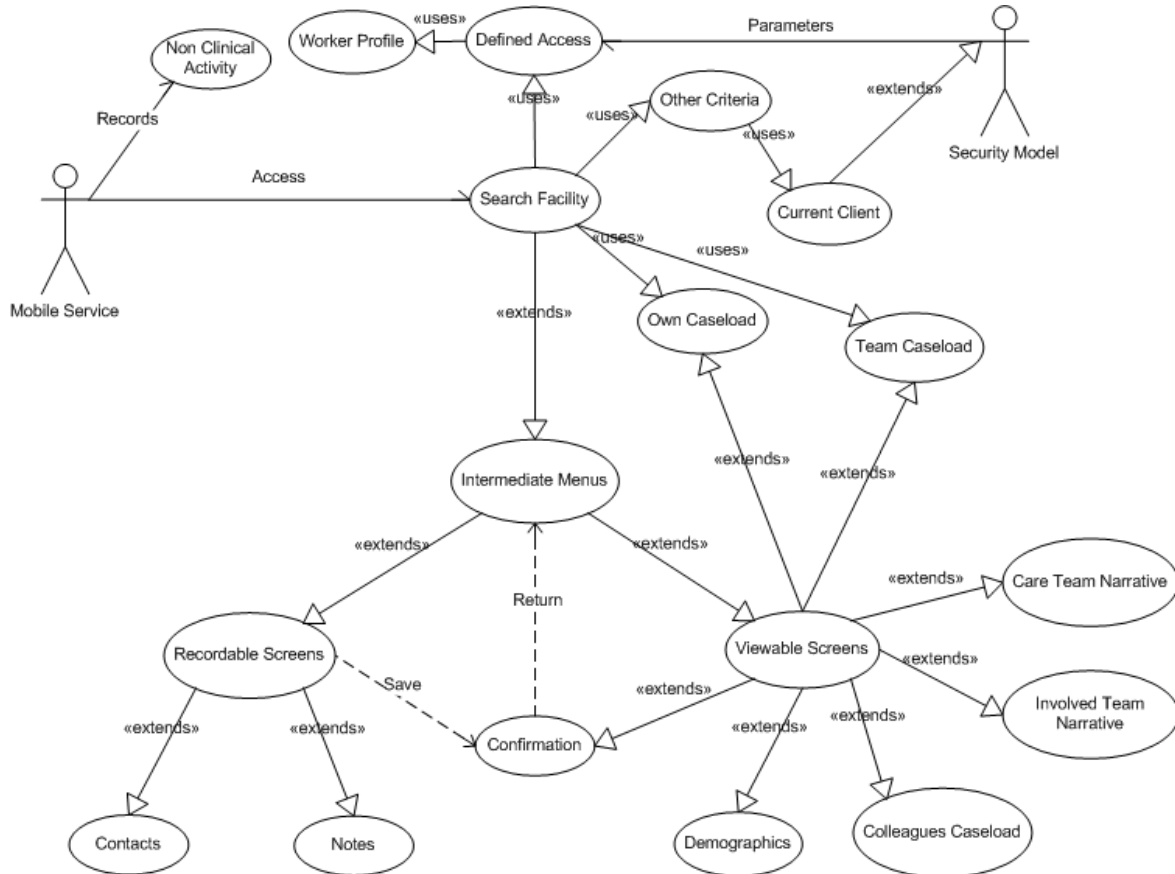 «uses»
Worker Profile
Defined Access
Parameters
Non Clinical
Activity
«uses»
Other Criteria
«extends»
Records
«uses»
«uses»
Security Model
Access
Search Facility
Current Client
«uses»
«uses»
Mobile Service
«extends»
Own Caseload
Team Caseload
«extends»
«extends»
Intermediate Menus
«extends»
«extends»
«extends»
Care Team Narrative
Return
Recordable Screens
Viewable Screens
«extends»
Save
«extends»
Involved Team
Narrative
«extends»
«extends»
«extends»
«extends»
Confirmation
Contacts
Notes
Demographics
Colleagues Caseload